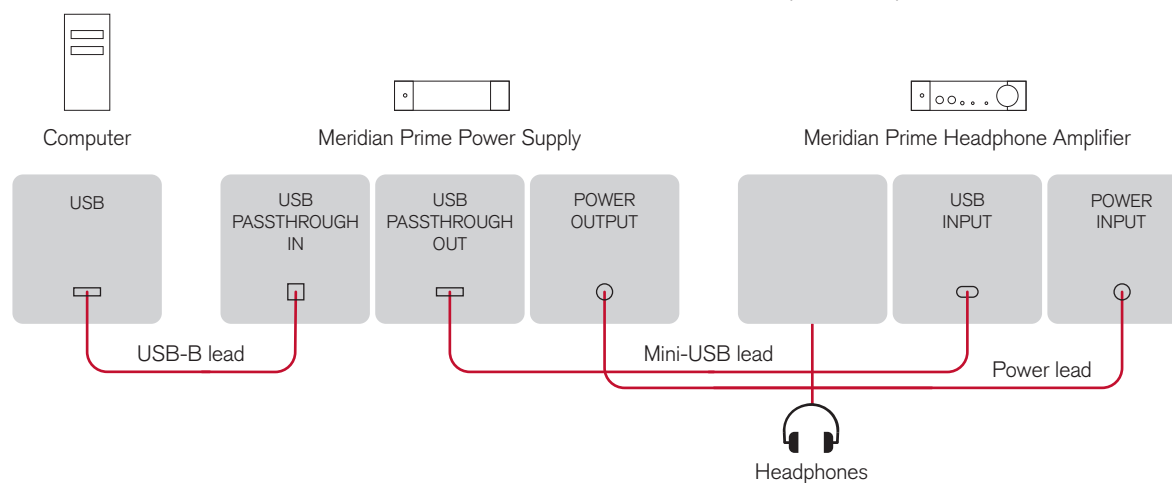 Computer
Meridian Prime Power Supply
Meridian Prime Headphone Amplifier
USB
USB
PASSTHROUGH
IN
USB
PASSTHROUGH
OUT
POWER
OUTPUT
USB
INPUT
POWER
INPUT
USB-B lead
Mini-USB lead
Power lead
Headphones